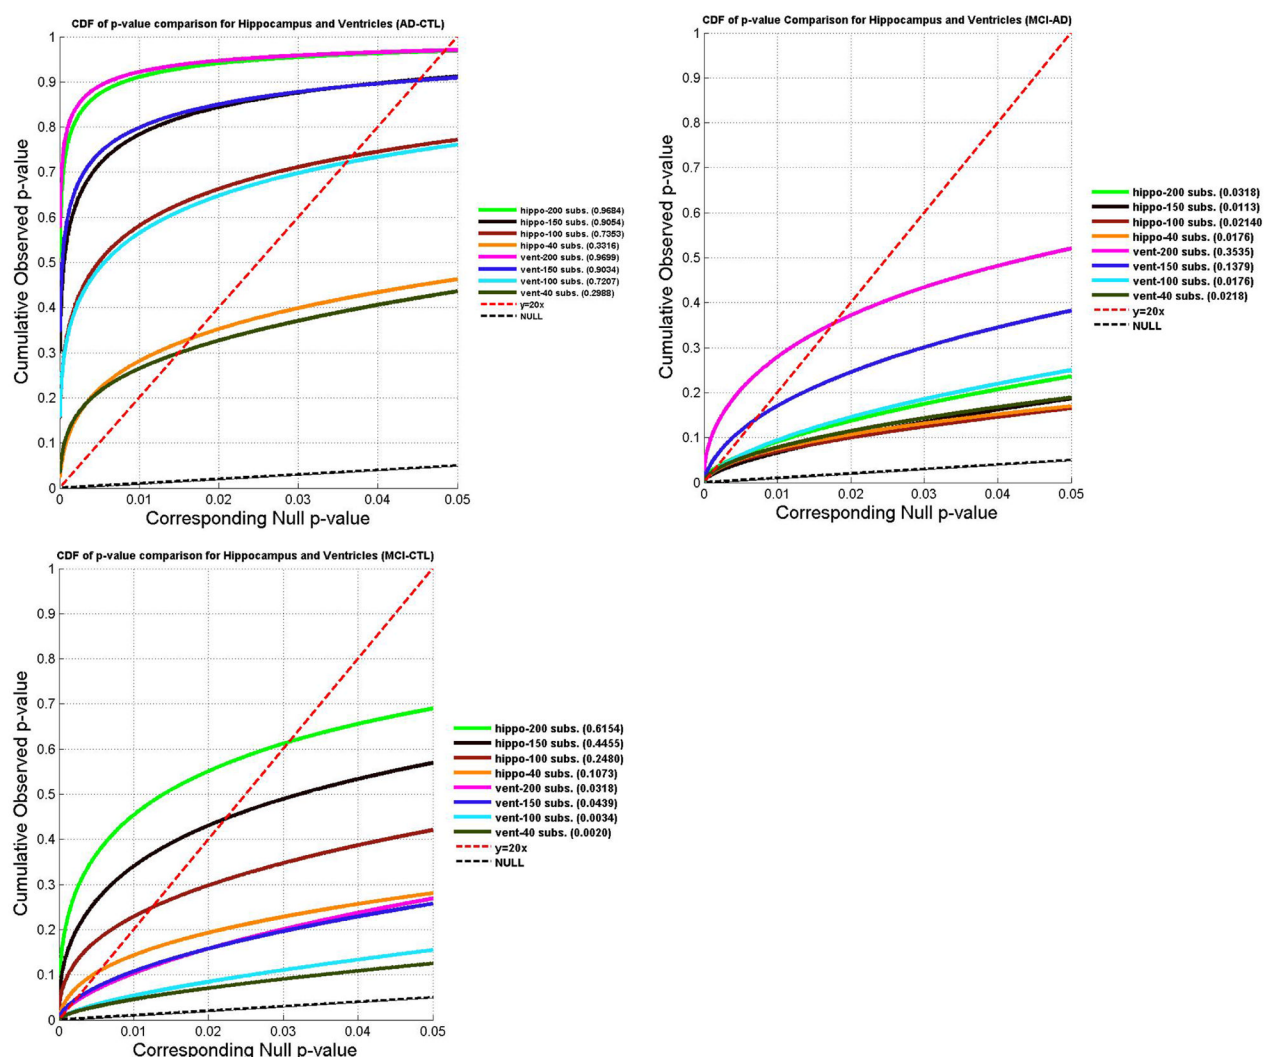 CDF of p-value comparison for Hippocampus and Ventricles (AD-CTL)
1
0.9
0.8
0.7
0.6
0.5
0.4
0.3
0.2
0.1
0
Cumulative Observed p-value
0
0.01
0.02
0.03
0.04
0.05
Corresponding Null p-value
hippo-200 subs. (0.9684)
hippo-150 subs. (0.9054)
hippo-100 subs. (0.7353)
hippo-40 subs. (0.3316)
vent-200 subs. (0.9699)
vent-150 subs. (0.9034)
vent-100 subs. (0.7207)
vent-40 subs. (0.2988)
y=20x
NULL
CDF of p-value Comparison for Hippocampus and Ventricles (MCI-AD)
1
0.9
0.8
0.7
0.6
0.5
0.4
0.3
0.2
0.1
0
Cumulative Observed p-value
0
0.01
0.02
0.03
0.04
0.05
Corresponding Null p-value
hippo-200 subs. (0.0318)
hippo-150 subs. (0.0113)
hippo-100 subs. (0.02140
hippo-40 subs. (0.0176)
vent-200 subs. (0.3535)
vent-150 subs. (0.1379)
vent-100 subs. (0.0176)
vent-40 subs. (0.0218)
y=20x
NULL
CDF of p-value comparison for Hippocampus and Ventricles (MCI-CTL)
1
0.9
0.8
0.7
0.6
0.5
0.4
0.3
0.2
0.1
0
Cumulative Observed p-value
0
0.01
0.02
0.03
0.04
0.05
Corresponding Null p-value
hippo-200 subs. (0.6154)
hippo-150 subs. (0.4455)
hippo-100 subs. (0.2480)
hippo-40 subs. (0.1073)
vent-200 subs. (0.0318)
vent-150 subs. (0.0439)
vent-100 subs. (0.0034)
vent-40 subs. (0.0020)
y=20x
NULL